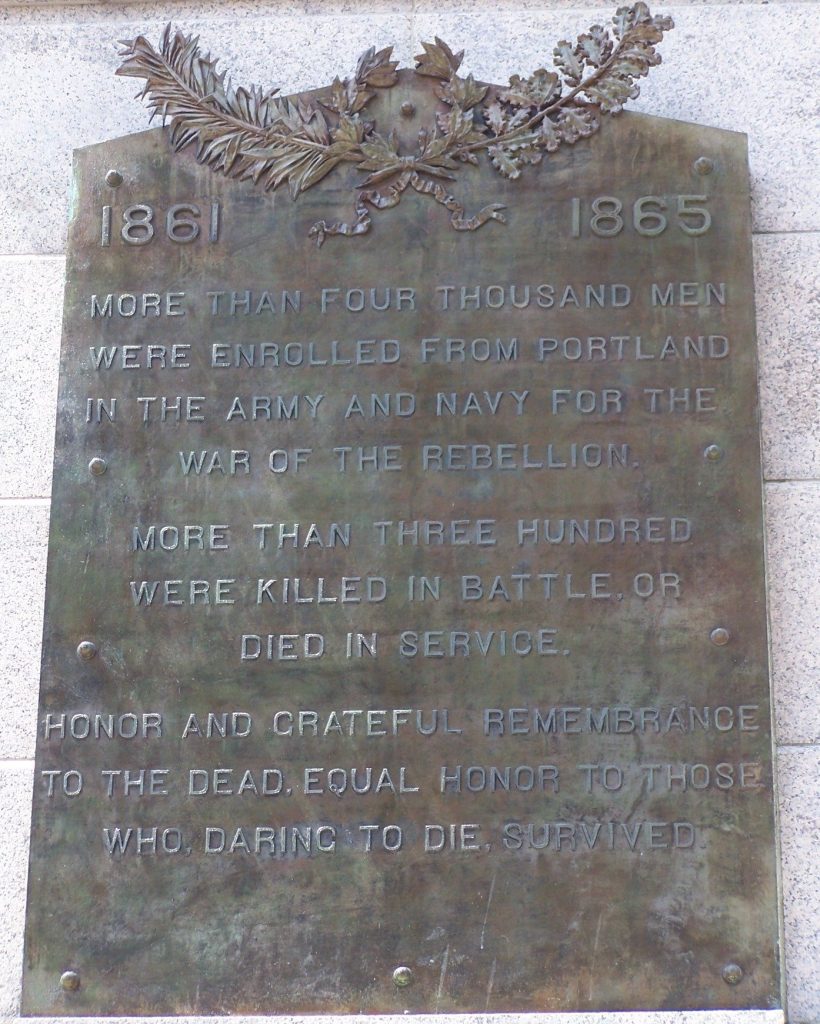 1861 1865
MORE THAN FOUR THOUSAND MEN
WERE ENROLLED FROM PORTLAND
IN THE ARMY AND NAVY FOR THE
WAR OF THE REBELLION.
MORE THAN THREE HUNDRED
WERE KILLED IN BATTLE, OR
DIED IN SERVICE.
HONOR AND GRATEFUL REMEMBRANCE
TO THE DEAD, EQUAL HONOR TO THOSE
WHO, DARING TO DIE, SURVIVED.